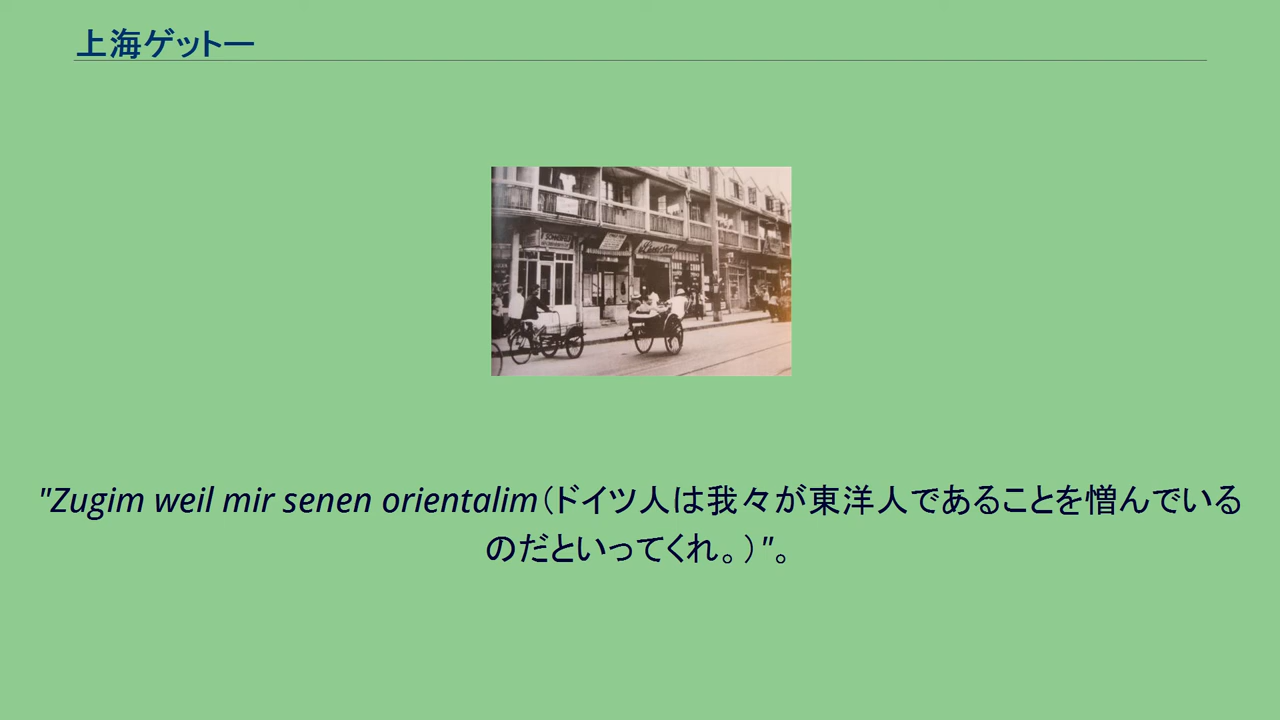 上海ゲットー
"Zugim weil mir senen orientalim（ドイツ人は我々が東洋人であることを憎んでいる
のだといってくれ。）"。